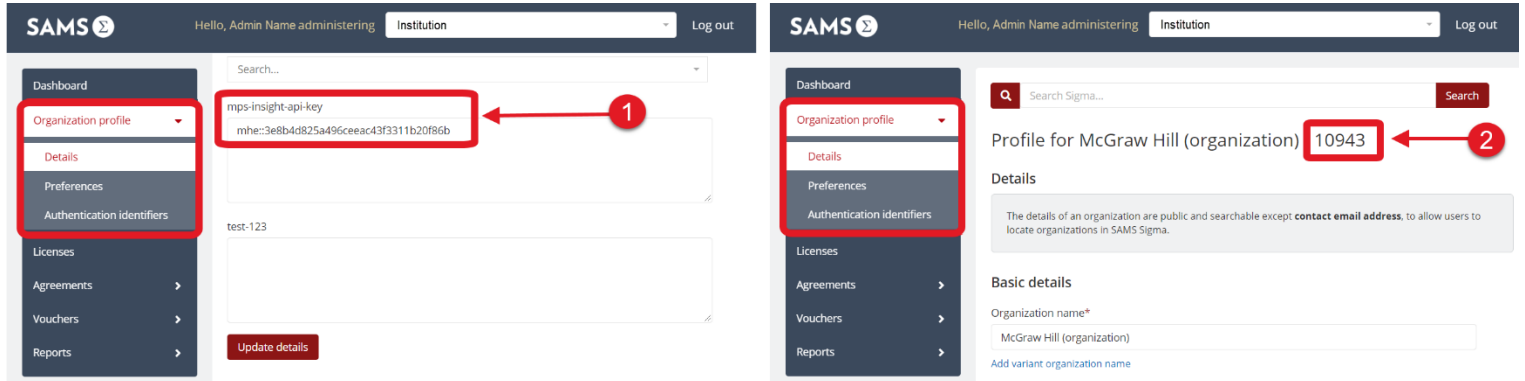 SAMS Σ
Hello, Admin Name administering
Institution
Log out
Dashboard
Organization profile
Details
Preferences
Authentication identifiers
Licenses
Agreements
Vouchers
Reports
Search...
mps-insight-api-key
mhe::3e8b4d825a496ceeac43f3311b20f86b
1
test-123
Update details
SAMS Σ
Hello, Admin Name administering
Institution
Log out
Dashboard
Organization profile
Details
Preferences
Authentication identifiers
Licenses
Agreements
Vouchers
Reports
Search Sigma...
Search
Profile for McGraw Hill (organization) 10943
2
Details
The details of an organization are public and searchable except contact email address, to allow users to
locate organizations in SAMS Sigma.
Basic details
Organization name*
McGraw Hill (organization)
Add variant organization name